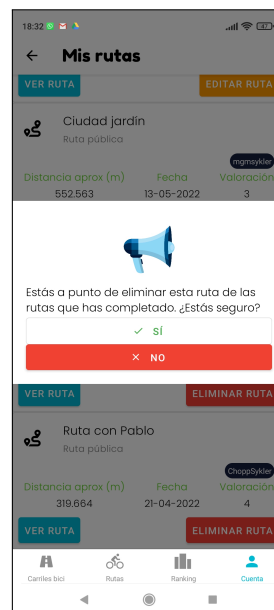 18:32
Mis rutas
VER RUTA EDITAR RUTA
Ciudad jardín
Ruta pública
mgmsykler
Distancia aprox (m) Fecha Valoración
552.563 13-05-2022 3
Estás a punto de eliminar esta ruta de las
rutas que has completado. ¿Estás seguro?
SÍ
NO
VER RUTA ELIMINAR RUTA
Ruta con Pablo
Ruta pública
ChoppSykler
Distancia aprox (m) Fecha Valoración
319.664 21-04-2022 4
VER RUTA ELIMINAR RUTA
Carriles bici Rutas Ranking Cuenta